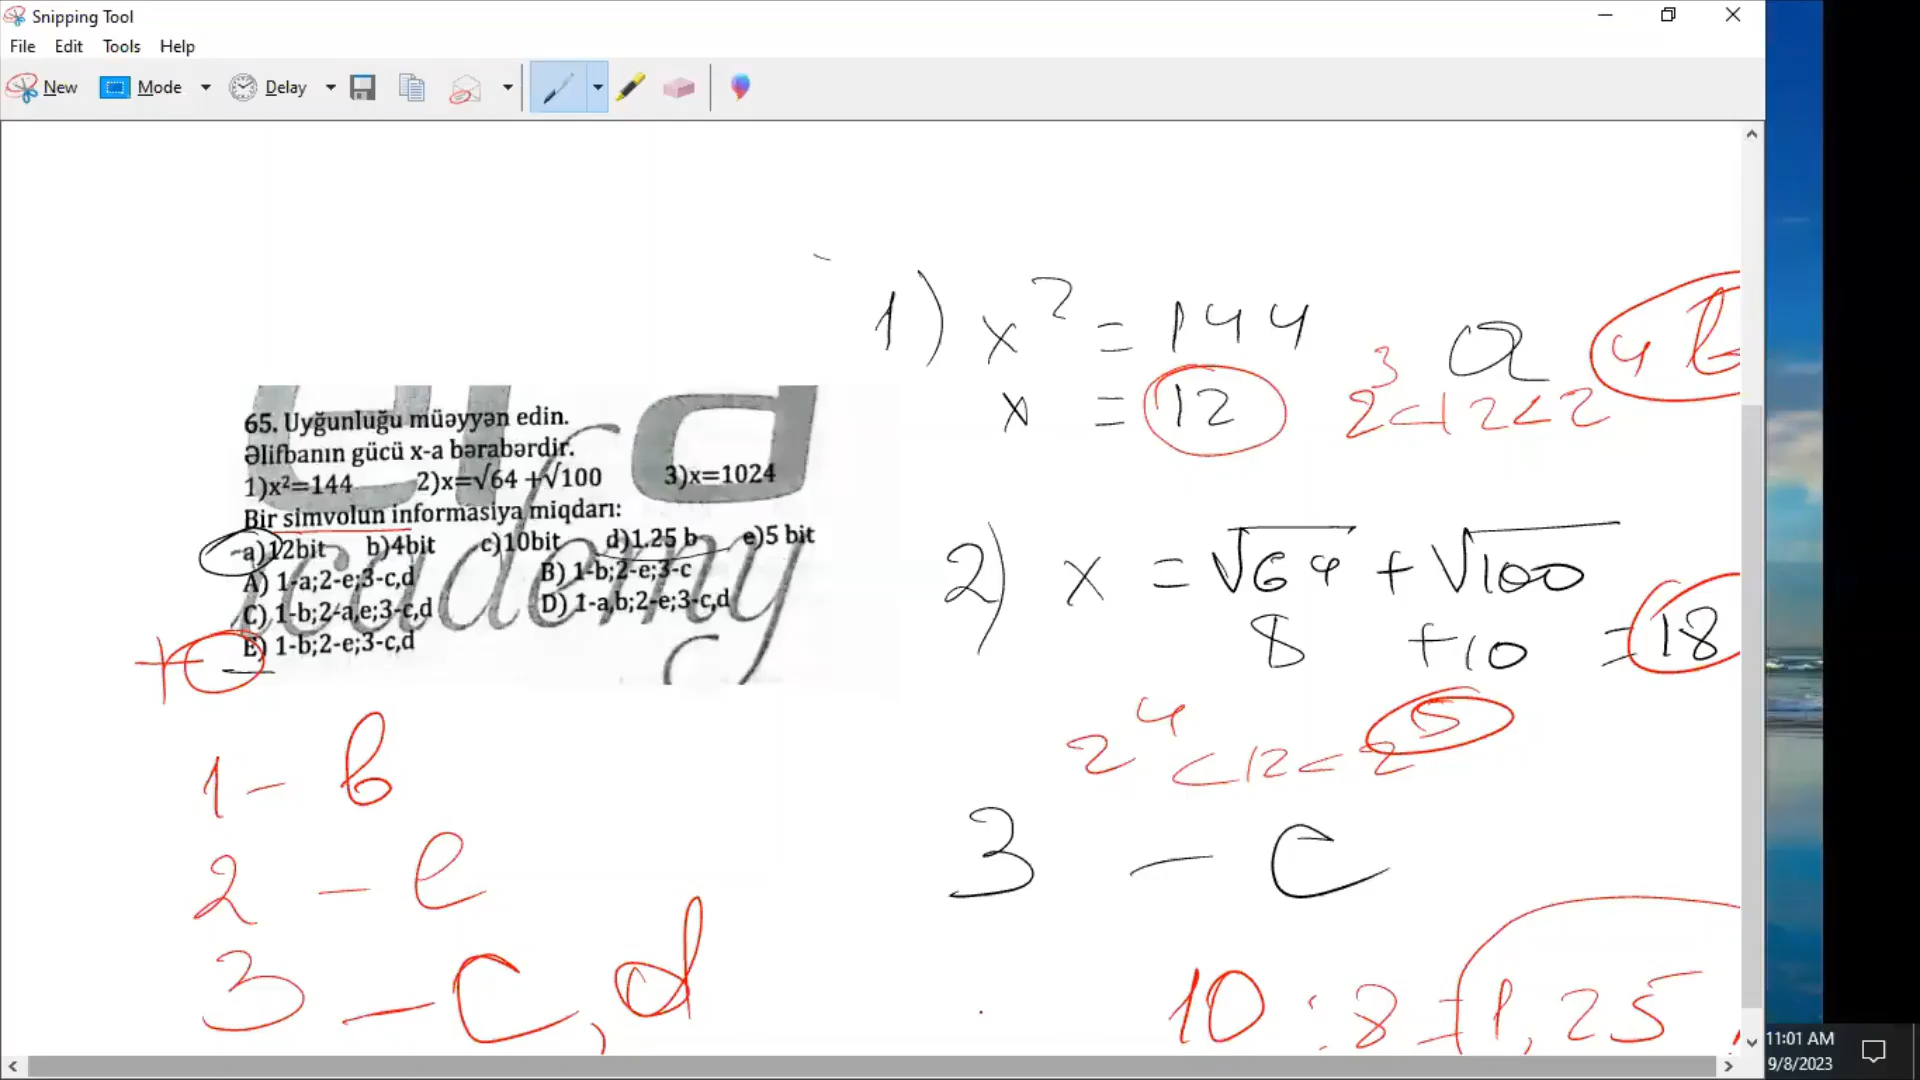 Snipping Tool
File Edit Tools Help
New Mode Delay
65. Uyğunluğu müəyyən edin.
Əlifbanın gücü x-a bərabərdir.
1)x²=144 2)x=√64 +√100 3)x=1024
Bir simvolun informasiya miqdarı:
a)12bit b)4bit c)10bit d)1,25 b e)5 bit
A) 1-a;2-e;3-c,d B) 1-b;2-e;3-c
C) 1-b;2-a,e;3-c,d D) 1-a,b;2-e;3-c,d
E) 1-b;2-e;3-c,d
academy
1) x² = 144 a 4 b
x = 12 2³<12<2
2) x = √64 + √100
8 +10 = 18
2⁴<12<2⁵
3 - c
10 : 8 = 1,25
1 - b
2 - e
3 - c, d
11:01 AM
9/8/2023